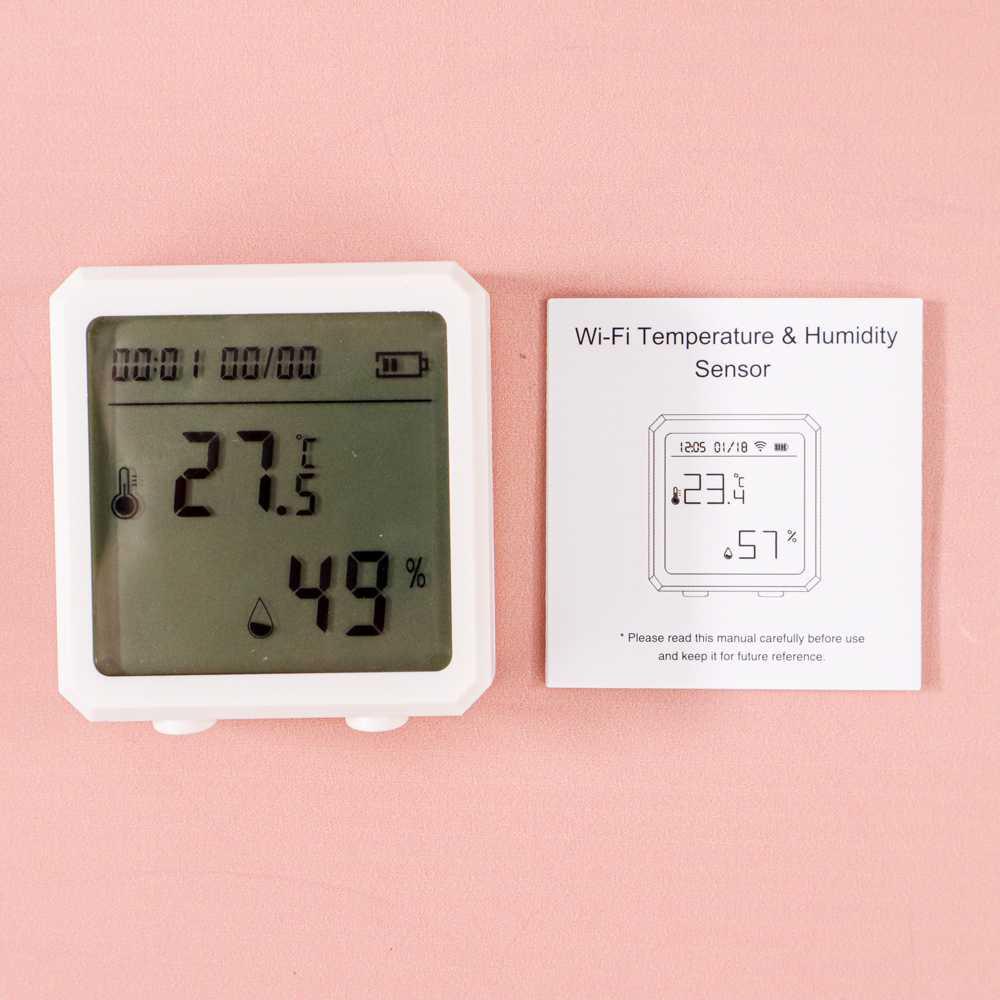 00:01 00/00
27.5 °C
49 %
Wi-Fi Temperature & Humidity
Sensor
12:05 01/18
23.4 °C
57 %
* Please read this manual carefully before use
and keep it for future reference.